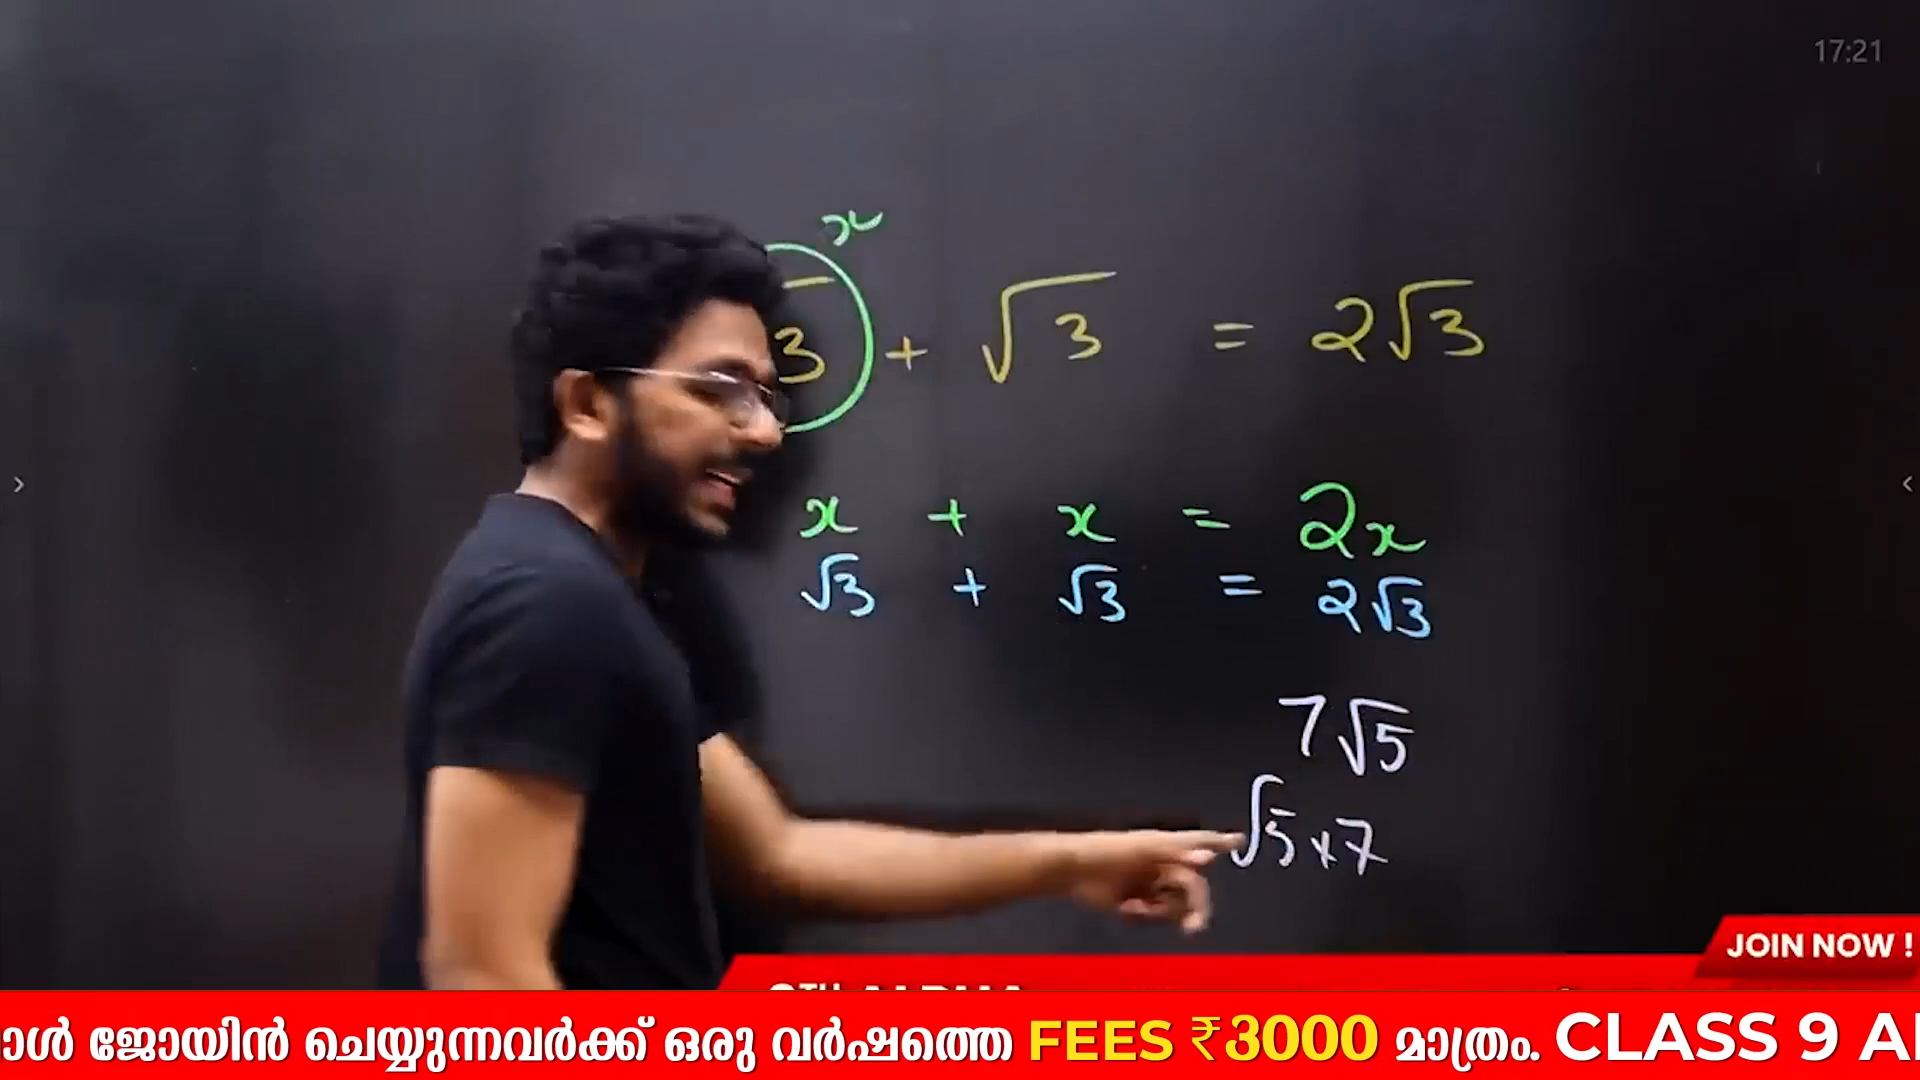 17:21
x
3 + √3 = 2√3
x + x = 2x
√3 + √3 = 2√3
7√5
√5 × 7
JOIN NOW !
ജോയിൻ ചെയ്യുന്നവർക്ക് ഒരു വർഷത്തെ FEES ₹3000 മാത്രം. CLASS 9